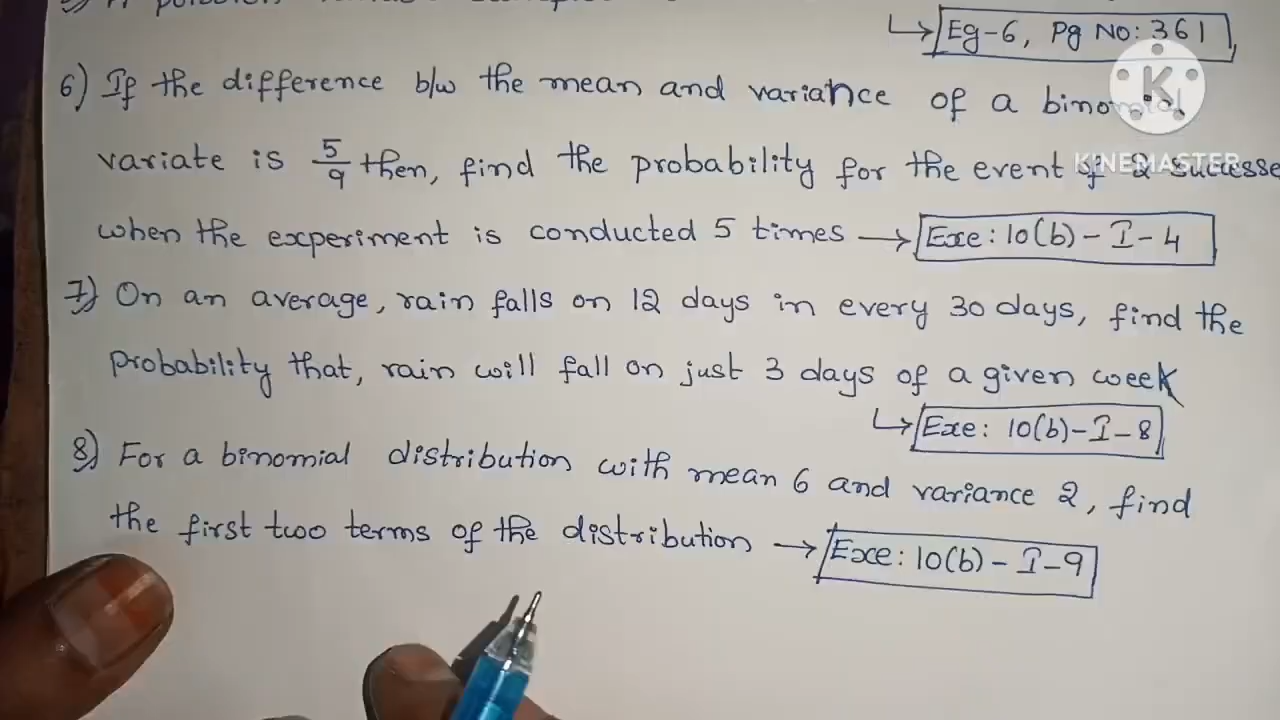 Eg-6, Pg No: 361
6) If the difference b/w the mean and variance of a binomial
variate is 5/9 then, find the probability for the event of 2 successe
when the experiment is conducted 5 times → Exe: 10(b) - I - 4
7) On an average, rain falls on 12 days in every 30 days, find the
probability that, rain will fall on just 3 days of a given week
Exe: 10(b) - I - 8
8) For a binomial distribution with mean 6 and variance 2, find
the first two terms of the distribution → Exe: 10(b) - I - 9
K
KINEMASTER